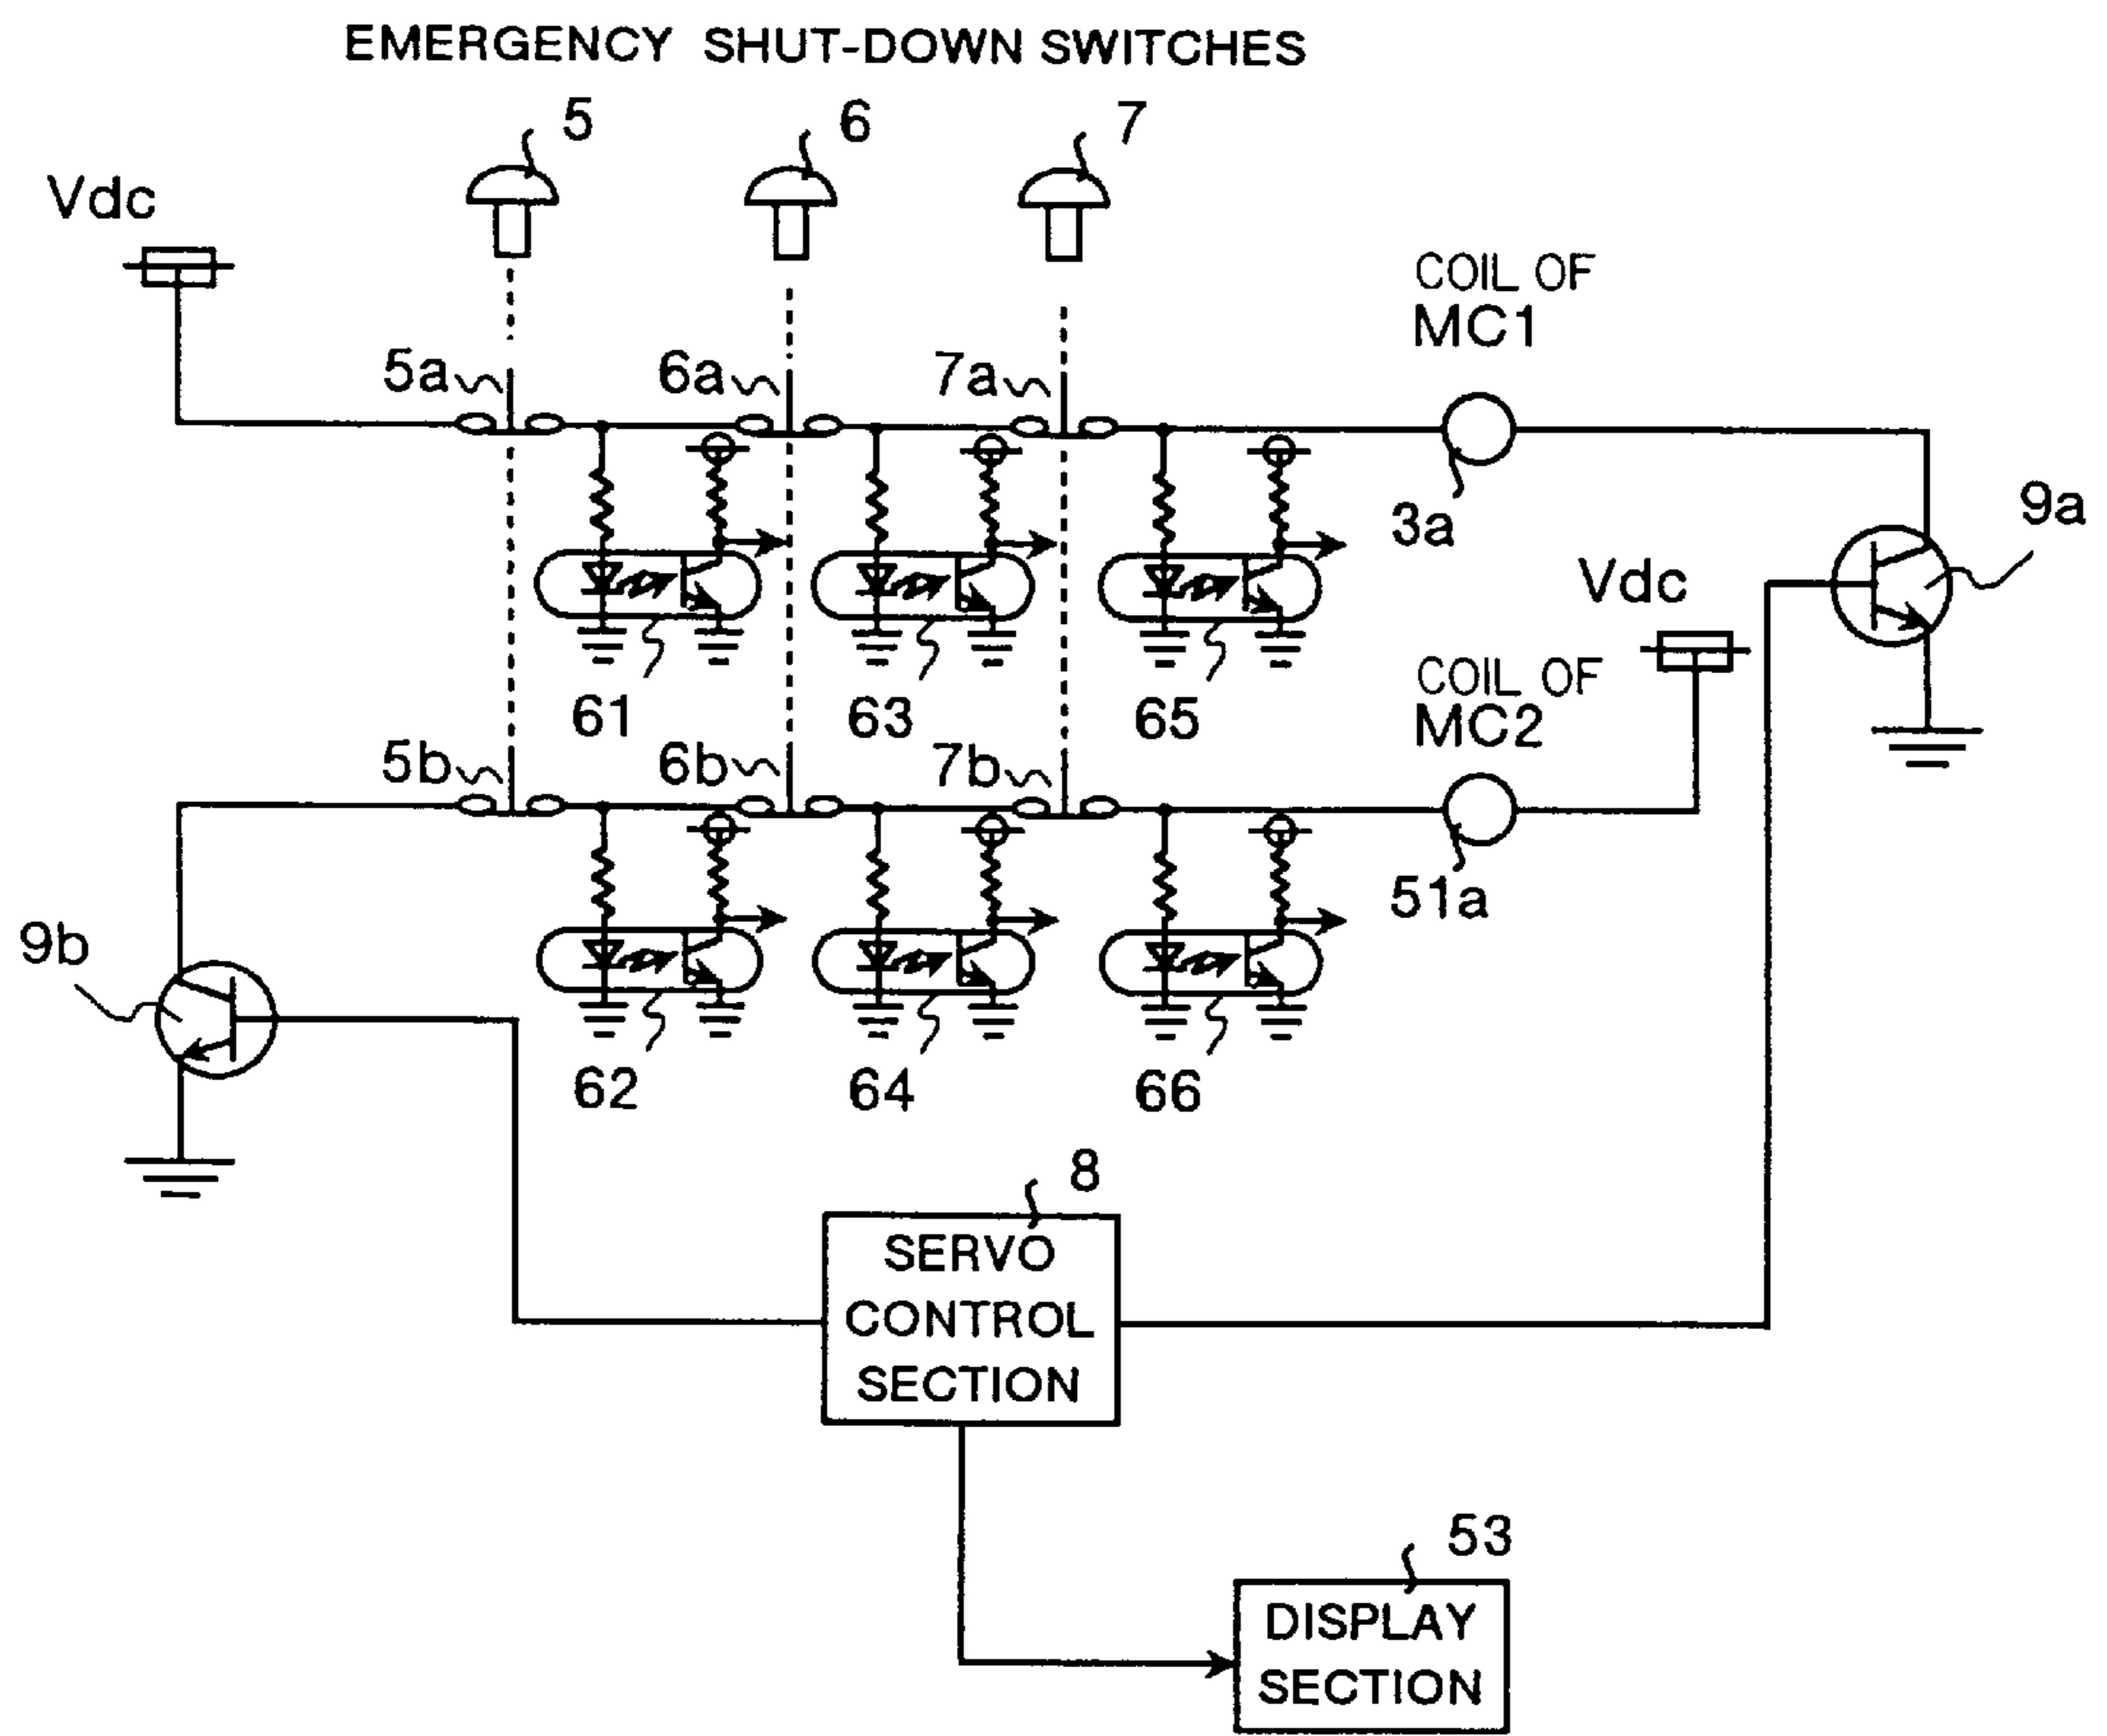 EMERGENCY SHUT-DOWN SWITCHES
5
6
7
Vdc
COIL OF
MC1
5a
6a
7a
3a
9a
Vdc
61
63
65
COIL OF
MC2
5b
6b
7b
51a
9b
62
64
66
8
SERVO
CONTROL
SECTION
53
DISPLAY
SECTION